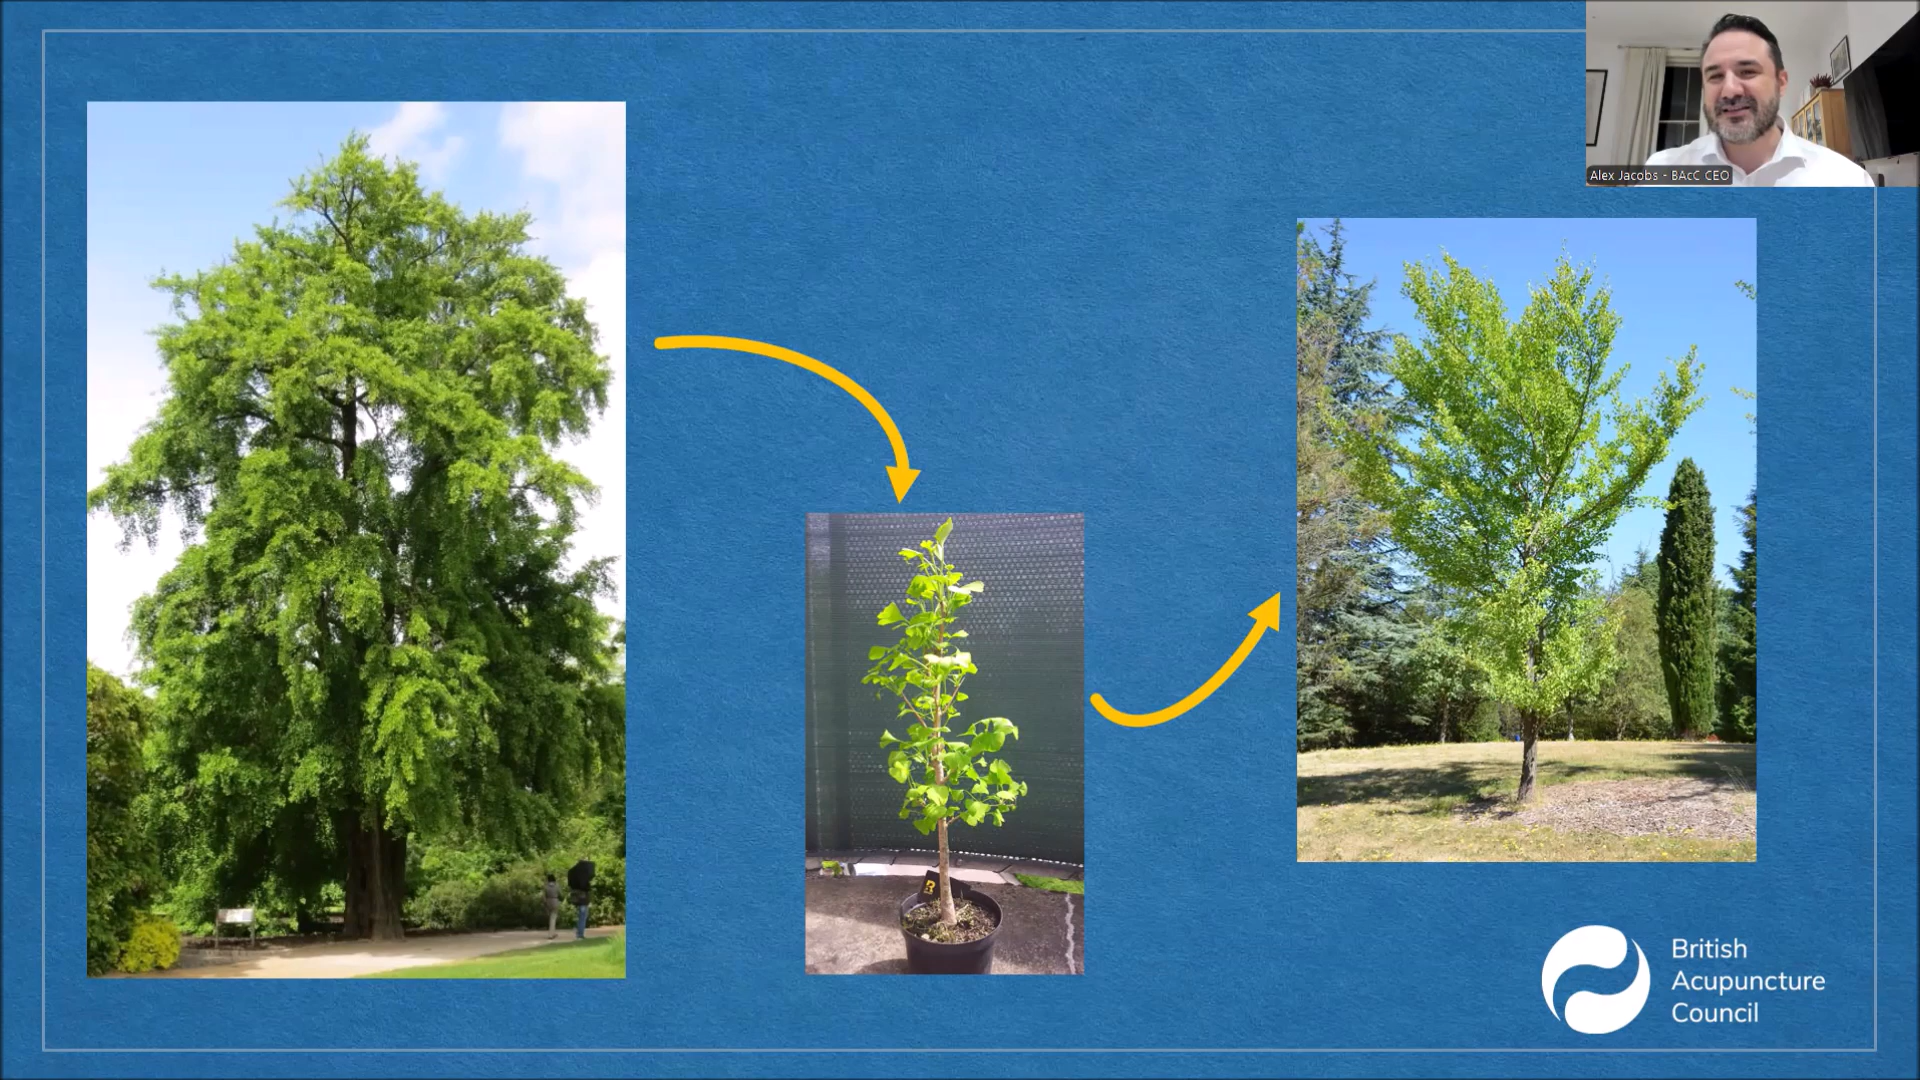 Alex Jacobs - BAcC CEO
R
British
Acupuncture
Council